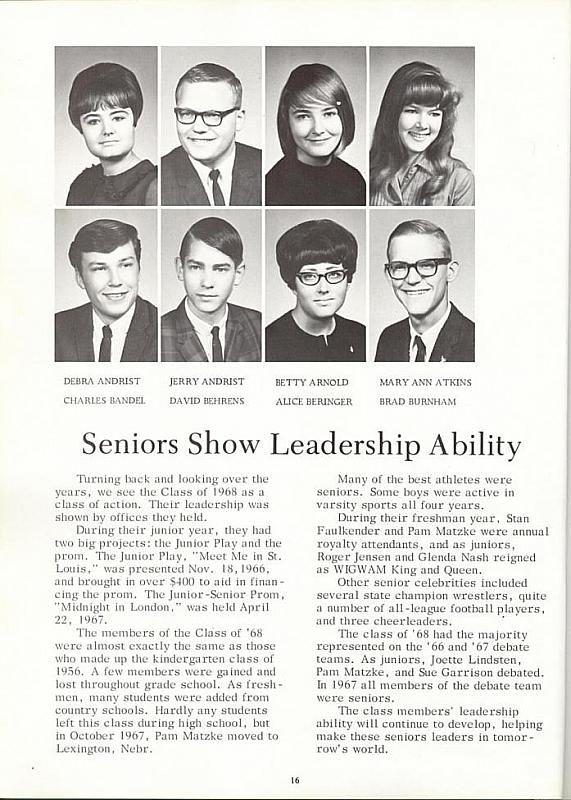 DEBRA ANDRIST JERRY ANDRIST BETTY ARNOLD MARY ANN ATKINS
CHARLES BANDEL DAVID BEHRENS ALICE BERINGER BRAD BURNHAM
Seniors Show Leadership Ability
Turning back and looking over the
years, we see the Class of 1968 as a
class of action. Their leadership was
shown by offices they held.
During their junior year, they had
two big projects: the Junior Play and the
prom. The Junior Play, "Meet Me in St.
Louis," was presented Nov. 18,1966,
and brought in over $400 to aid in finan-
cing the prom. The Junior-Senior Prom,
"Midnight in London," was held April
22, 1967.
The members of the Class of '68
were almost exactly the same as those
who made up the kindergarten class of
1956. A few members were gained and
lost throughout grade school. As fresh-
men, many students were added from
country schools. Hardly any students
left this class during high school, but
in October 1967, Pam Matzke moved to
Lexington, Nebr.
Many of the best athletes were
seniors. Some boys were active in
varsity sports all four years.
During their freshman year, Stan
Faulkender and Pam Matzke were annual
royalty attendants, and as juniors,
Roger Jensen and Glenda Nash reigned
as WIGWAM King and Queen.
Other senior celebrities included
several state champion wrestlers, quite
a number of all-league football players,
and three cheerleaders.
The class of '68 had the majority
represented on the '66 and '67 debate
teams. As juniors, Joette Lindsten,
Pam Matzke, and Sue Garrison debated.
In 1967 all members of the debate team
were seniors.
The class members' leadership
ability will continue to develop, helping
make these seniors leaders in tomor-
row's world.
16